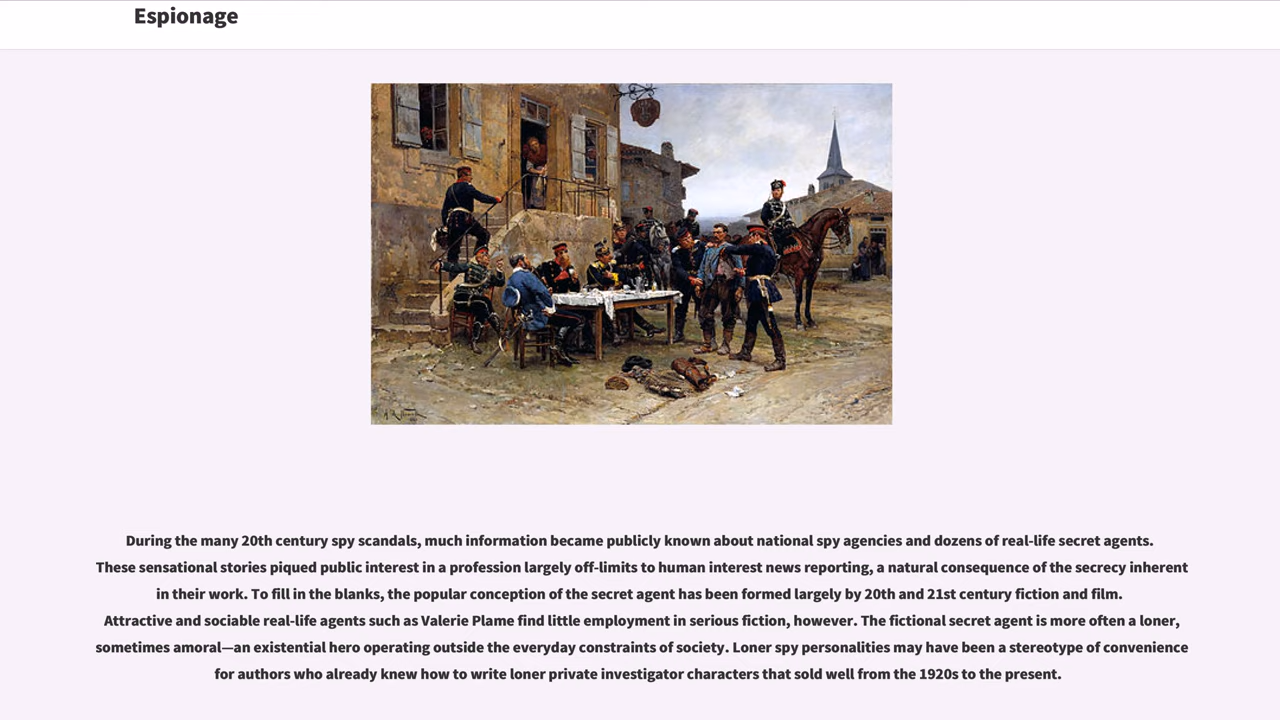 Espionage
During the many 20th century spy scandals, much information became publicly known about national spy agencies and dozens of real-life secret agents.
These sensational stories piqued public interest in a profession largely off-limits to human interest news reporting, a natural consequence of the secrecy inherent
in their work. To fill in the blanks, the popular conception of the secret agent has been formed largely by 20th and 21st century fiction and film.
Attractive and sociable real-life agents such as Valerie Plame find little employment in serious fiction, however. The fictional secret agent is more often a loner,
sometimes amoral—an existential hero operating outside the everyday constraints of society. Loner spy personalities may have been a stereotype of convenience
for authors who already knew how to write loner private investigator characters that sold well from the 1920s to the present.